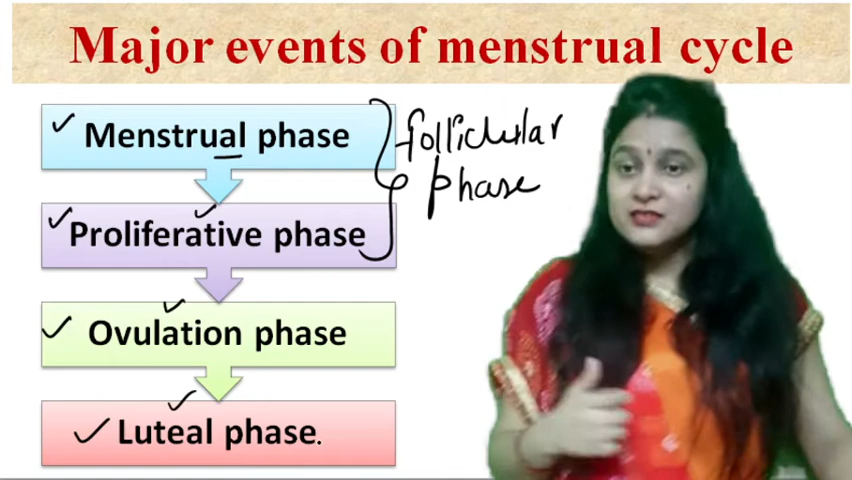 Major events of menstrual cycle
Menstrual phase
follicular
phase
Proliferative phase
Ovulation phase
Luteal phase.